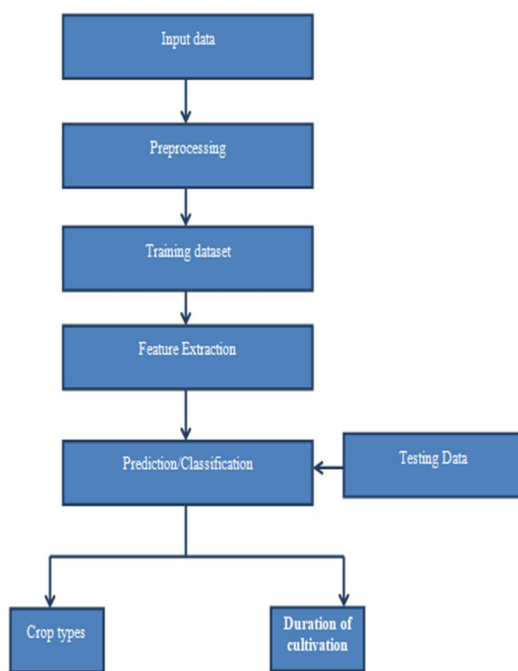 Input data
Preprocessing
Training dataset
Feature Extraction
Prediction/Classification
Testing Data
Crop types
Duration of
cultivation